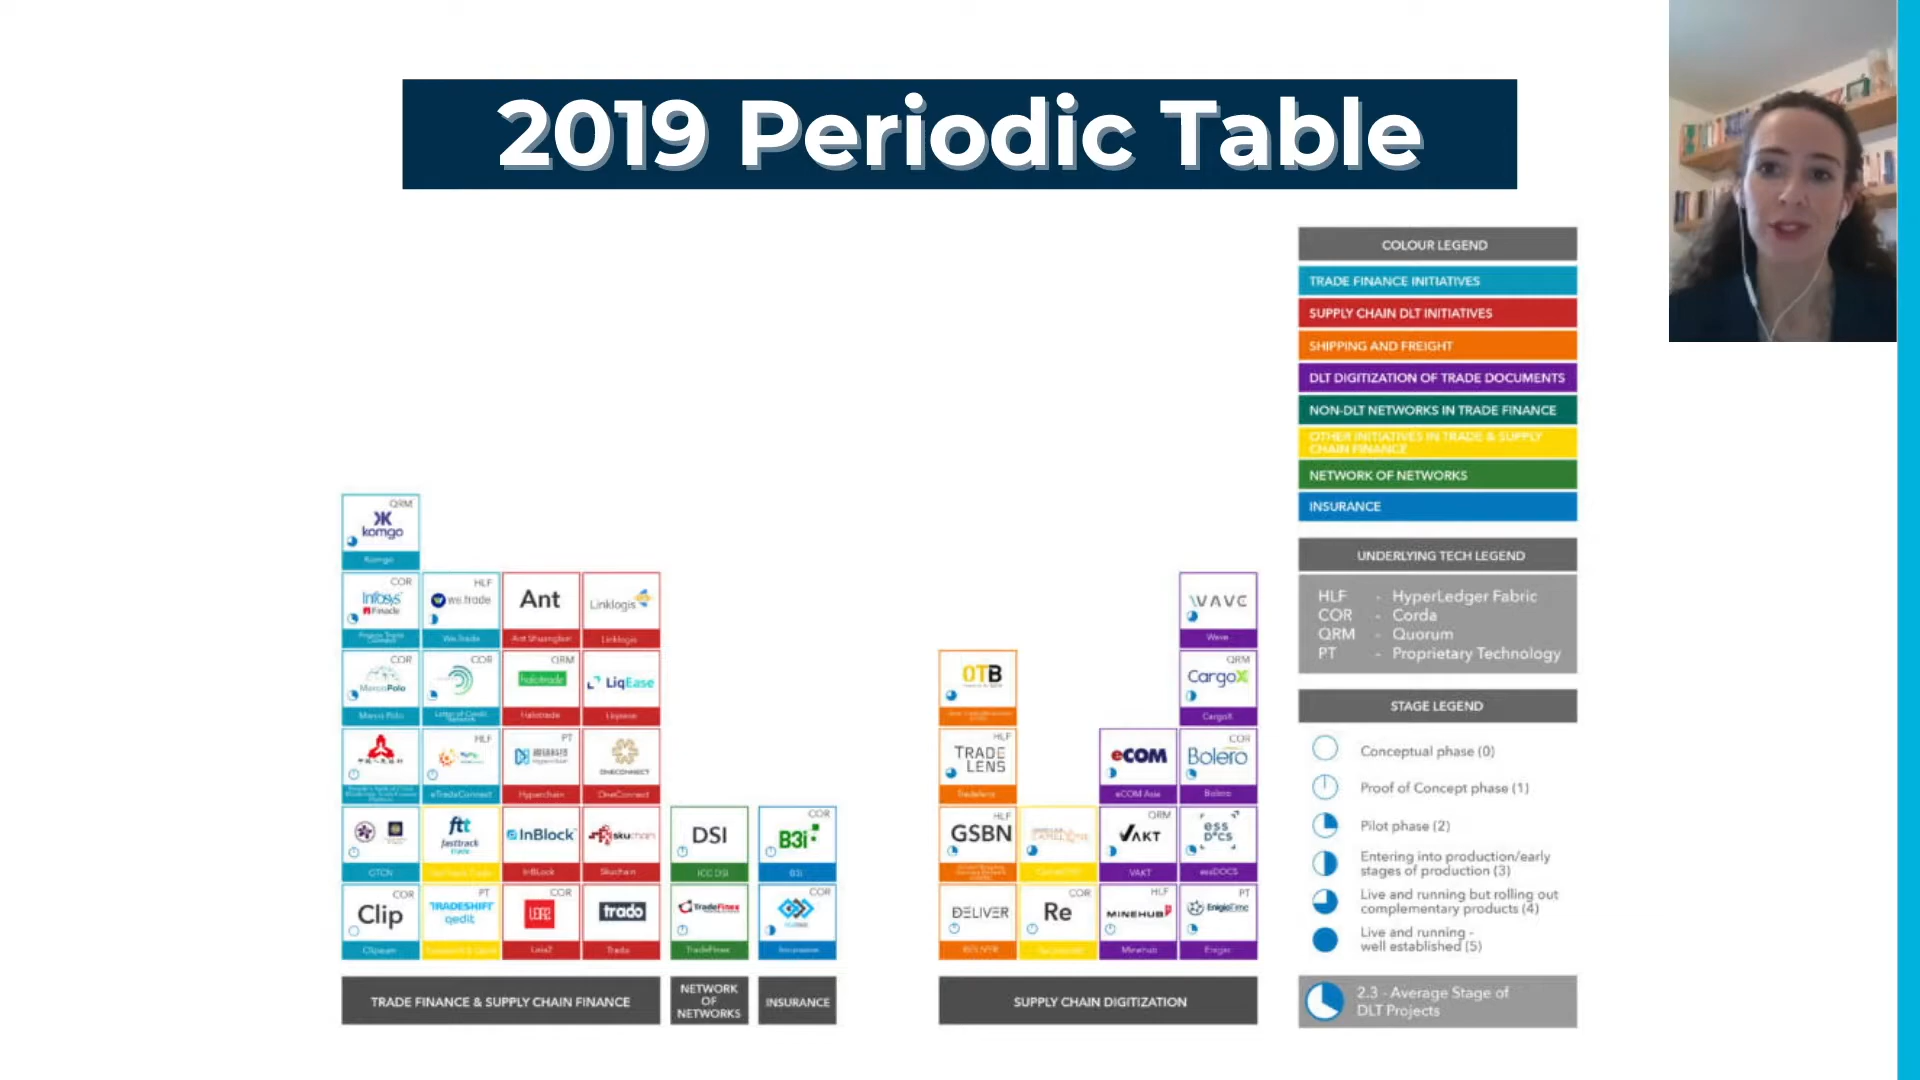 2019 Periodic Table
COLOUR LEGEND
TRADE FINANCE INITIATIVES
SUPPLY CHAIN DLT INITIATIVES
SHIPPING AND FREIGHT
DLT DIGITIZATION OF TRADE DOCUMENTS
NON-DLT NETWORKS IN TRADE FINANCE
OTHER INITIATIVES IN TRADE & SUPPLY
CHAIN FINANCE
NETWORK OF NETWORKS
INSURANCE
UNDERLYING TECH LEGEND
HLF - HyperLedger Fabric
COR - Corda
QRM - Quorum
PT - Proprietary Technology
STAGE LEGEND
Conceptual phase (0)
Proof of Concept phase (1)
Pilot phase (2)
Entering into production/early
stages of production (3)
Live and running but rolling out
complementary products (4)
Live and running -
well established (5)
2.3 - Average Stage of
DLT Projects
QRM
komgo
Komgo
COR
Infosys
Finacle
HLF
we.trade
We.Trade
Ant
Ant Shuanglian
Linklogis
Linklogis
COR
MarcoPolo
Marco Polo
COR
Letter of Credit
Network
QRM
halotrade
Halotrade
LiqEase
Liqease
HLF
eTradeConnect
PT
Hyperchain
Hyperchain
ONECONNECT
OneConnect
GTCN
ftt
fasttrack
trade
InBlock
InBlock
skuchain
Skuchain
COR
Clip
Clipeum
PT
TRADESHIFT
qedit
COR
LEIA2
Leia2
trado
Trado
DSI
ICC DSI
TradeFinex
TradeFinex
COR
B3i
B3i
COR
OTB
HLF
TRADE
LENS
Tradelens
HLF
GSBN
DELIVER
COR
Re
eCOM
eCOM Asia
QRM
VAKT
VAKT
HLF
MINEHUB
Minehub
WAVE
Wave
QRM
CargoX
CargoX
COR
Bolero
Bolero
ess
DOCS
essDOCS
PT
TRADE FINANCE & SUPPLY CHAIN FINANCE
NETWORK
OF
NETWORKS
INSURANCE
SUPPLY CHAIN DIGITIZATION